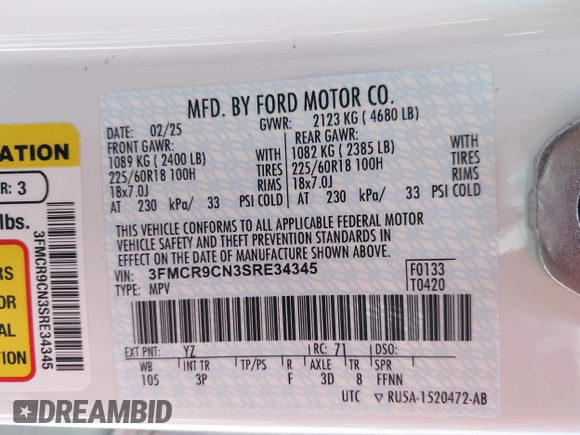 MFD. BY FORD MOTOR CO.
DATE: 02/25 GVWR: 2123 KG ( 4680 LB)
FRONT GAWR: REAR GAWR:
1089 KG ( 2400 LB) WITH 1082 KG ( 2385 LB) WITH
225/60R18 100H TIRES 225/60R18 100H TIRES
18x7.0J RIMS 18x7.0J RIMS
AT 230 kPa/ 33 PSI COLD AT 230 kPa/ 33 PSI COLD
THIS VEHICLE CONFORMS TO ALL APPLICABLE FEDERAL MOTOR
VEHICLE SAFETY AND THEFT PREVENTION STANDARDS IN
EFFECT ON THE DATE OF MANUFACTURE SHOWN ABOVE.
VIN: 3FMCR9CN3SRE34345 F0133
TYPE: MPV T0420
EXT PNT: YZ RC: 71 DSO:
WB INT TR TP/PS R AXLE TR SPR
105 3P F 3D 8 FFNN
UTC ▽ RU5A-1520472-AB
ATION
R: 3
lbs.
3FMCR9CN3SRE34345
RS
OR
AL
TION
DREAMBID